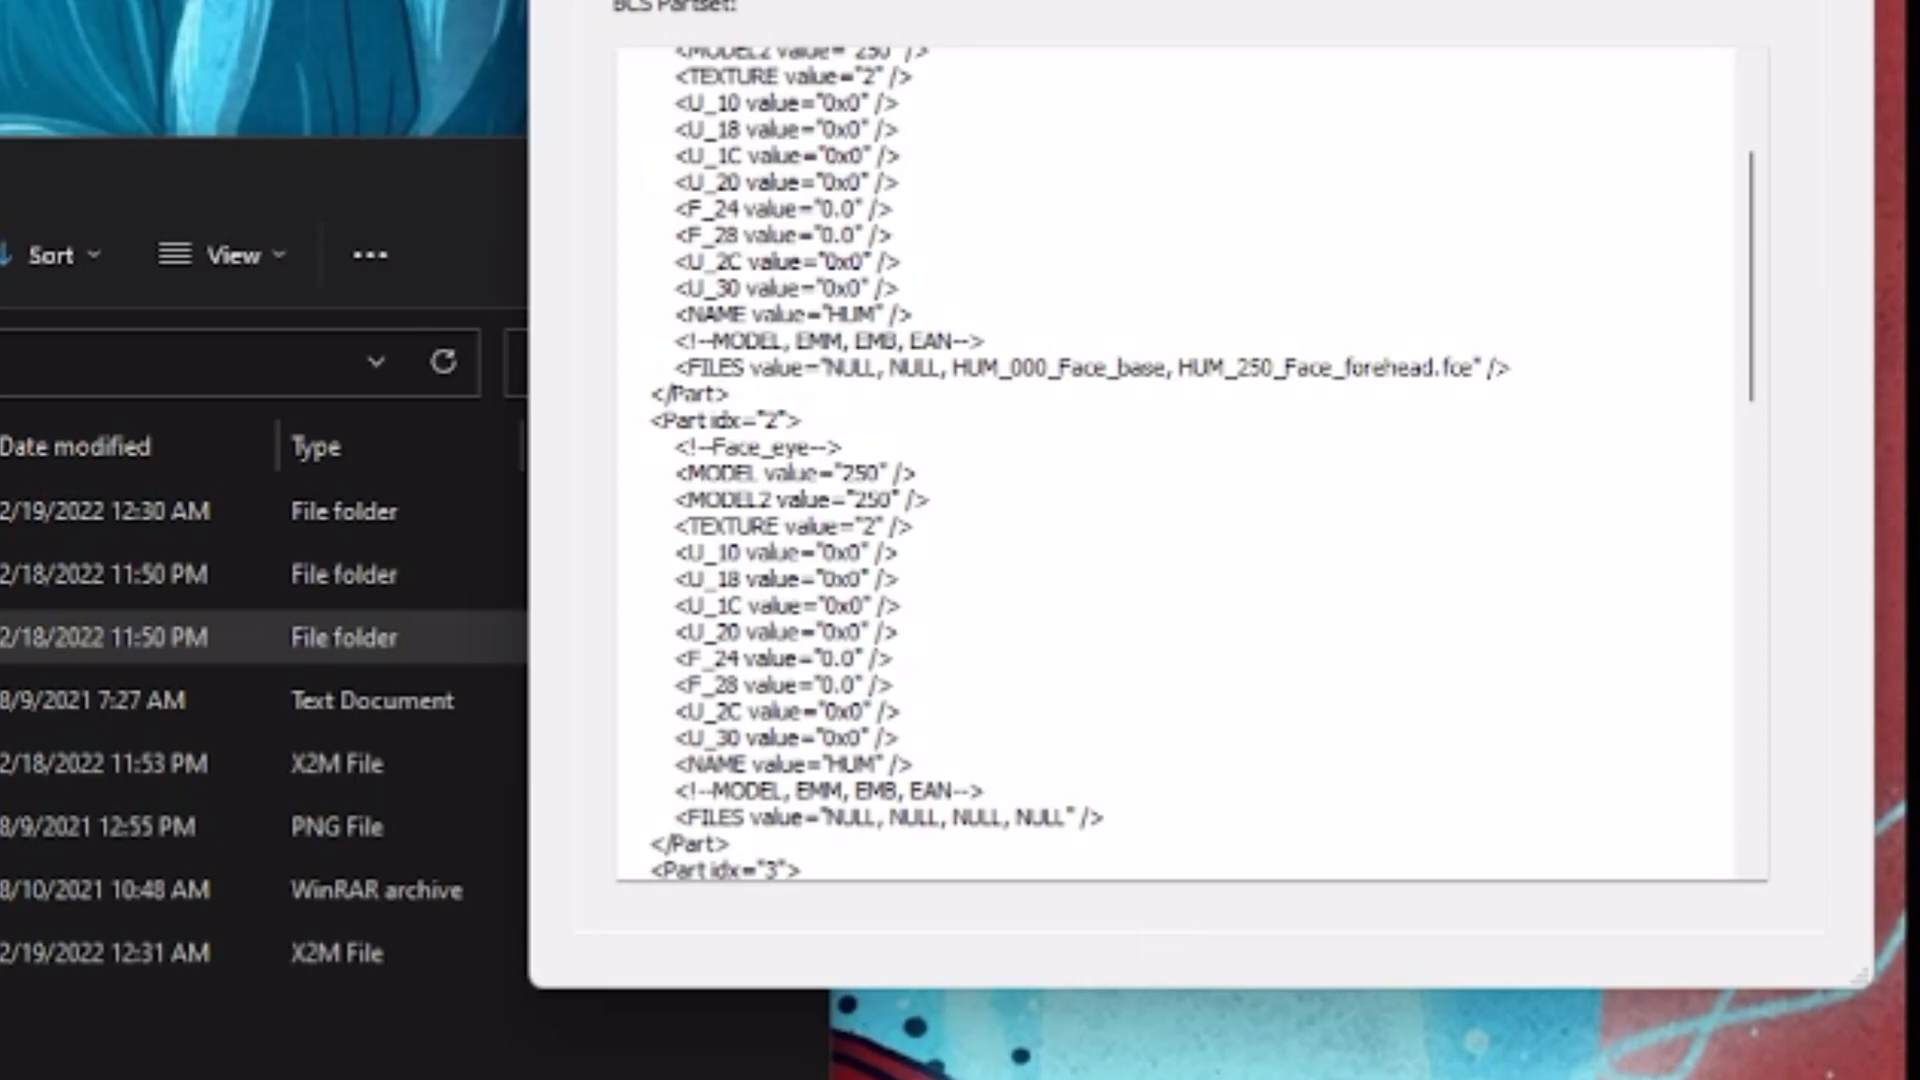 BCS Partset:
<MODEL2 value="250" />
<TEXTURE value="2" />
<U_10 value="0x0" />
<U_18 value="0x0" />
<U_1C value="0x0" />
<U_20 value="0x0" />
<F_24 value="0.0" />
<F_28 value="0.0" />
<U_2C value="0x0" />
<U_30 value="0x0" />
<NAME value="HUM" />
<!--MODEL, EMM, EMB, EAN-->
<FILES value="NULL, NULL, HUM_000_Face_base, HUM_250_Face_forehead.fce" />
</Part>
<Part idx="2">
<!--Face_eye-->
<MODEL value="250" />
<MODEL2 value="250" />
<TEXTURE value="2" />
<U_10 value="0x0" />
<U_18 value="0x0" />
<U_1C value="0x0" />
<U_20 value="0x0" />
<F_24 value="0.0" />
<F_28 value="0.0" />
<U_2C value="0x0" />
<U_30 value="0x0" />
<NAME value="HUM" />
<!--MODEL, EMM, EMB, EAN-->
<FILES value="NULL, NULL, NULL, NULL" />
</Part>
<Part idx="3">
Sort View ...
Date modified Type
2/19/2022 12:30 AM File folder
2/18/2022 11:50 PM File folder
2/18/2022 11:50 PM File folder
8/9/2021 7:27 AM Text Document
2/18/2022 11:53 PM X2M File
8/9/2021 12:55 PM PNG File
8/10/2021 10:48 AM WinRAR archive
2/19/2022 12:31 AM X2M File